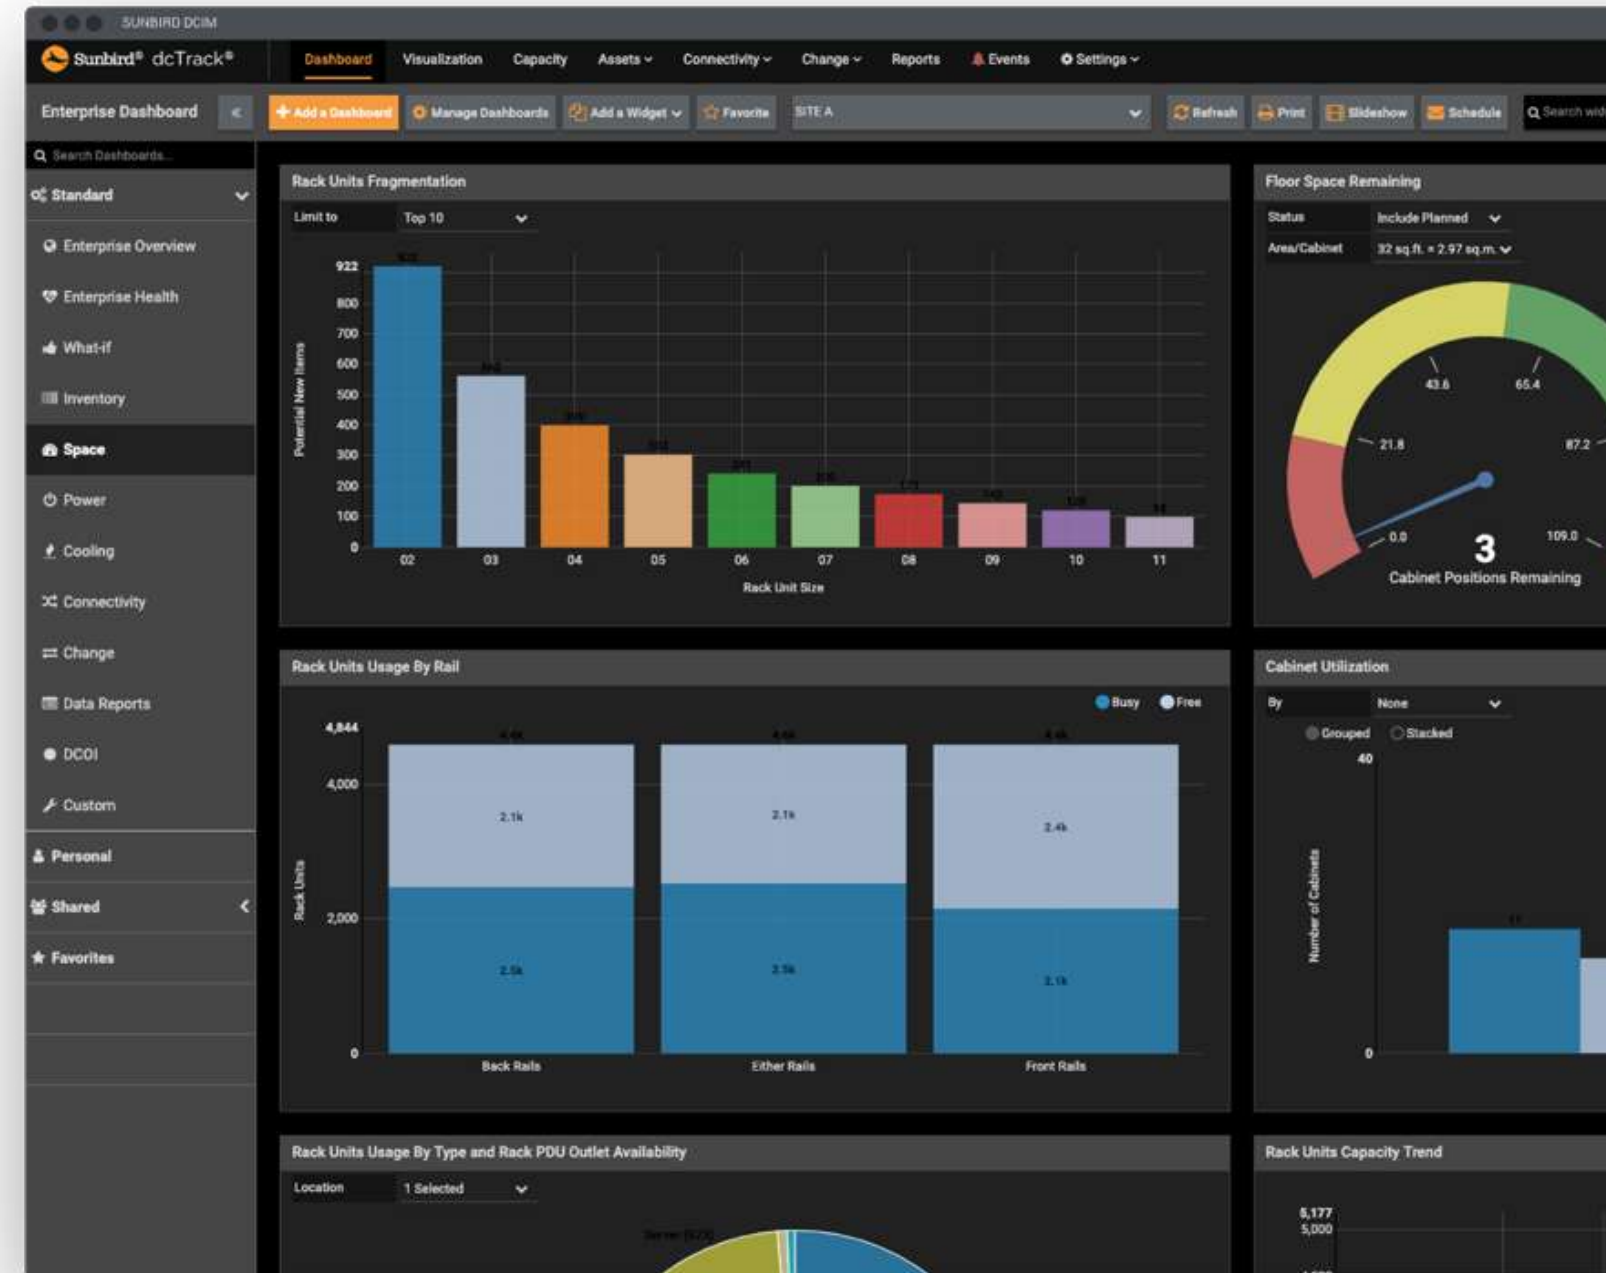 SUNBIRD DCIM
Sunbird® dcTrack®
Dashboard Visualization Capacity Assets Connectivity Change Reports Events Settings
Enterprise Dashboard
Add a Dashboard Manage Dashboards Add a Widget Favorite SITE A Refresh Print Slideshow Schedule Search wid
Search Dashboards...
Standard
Enterprise Overview
Enterprise Health
What-if
Inventory
Space
Power
Cooling
Connectivity
Change
Data Reports
DCOI
Custom
Personal
Shared
Favorites
Rack Units Fragmentation
Limit to Top 10
Potential New Items
922
800
700
600
500
400
300
200
100
0
02 03 04 05 06 07 08 09 10 11
Rack Unit Size
Floor Space Remaining
Status Include Planned
Area/Cabinet 32 sq.ft. = 2.97 sq.m.
43.6 65.4
21.8 87.2
0.0 109.0
3
Cabinet Positions Remaining
Rack Units Usage By Rail
Busy Free
Rack Units
4,844
4,000
2,000
0
2.1k 2.1k 2.4k
2.5k 2.5k 2.1k
Back Rails Either Rails Front Rails
Cabinet Utilization
By None
Grouped Stacked
Number of Cabinets
40
0
Rack Units Usage By Type and Rack PDU Outlet Availability
Location 1 Selected
Rack Units Capacity Trend
5,177
5,000